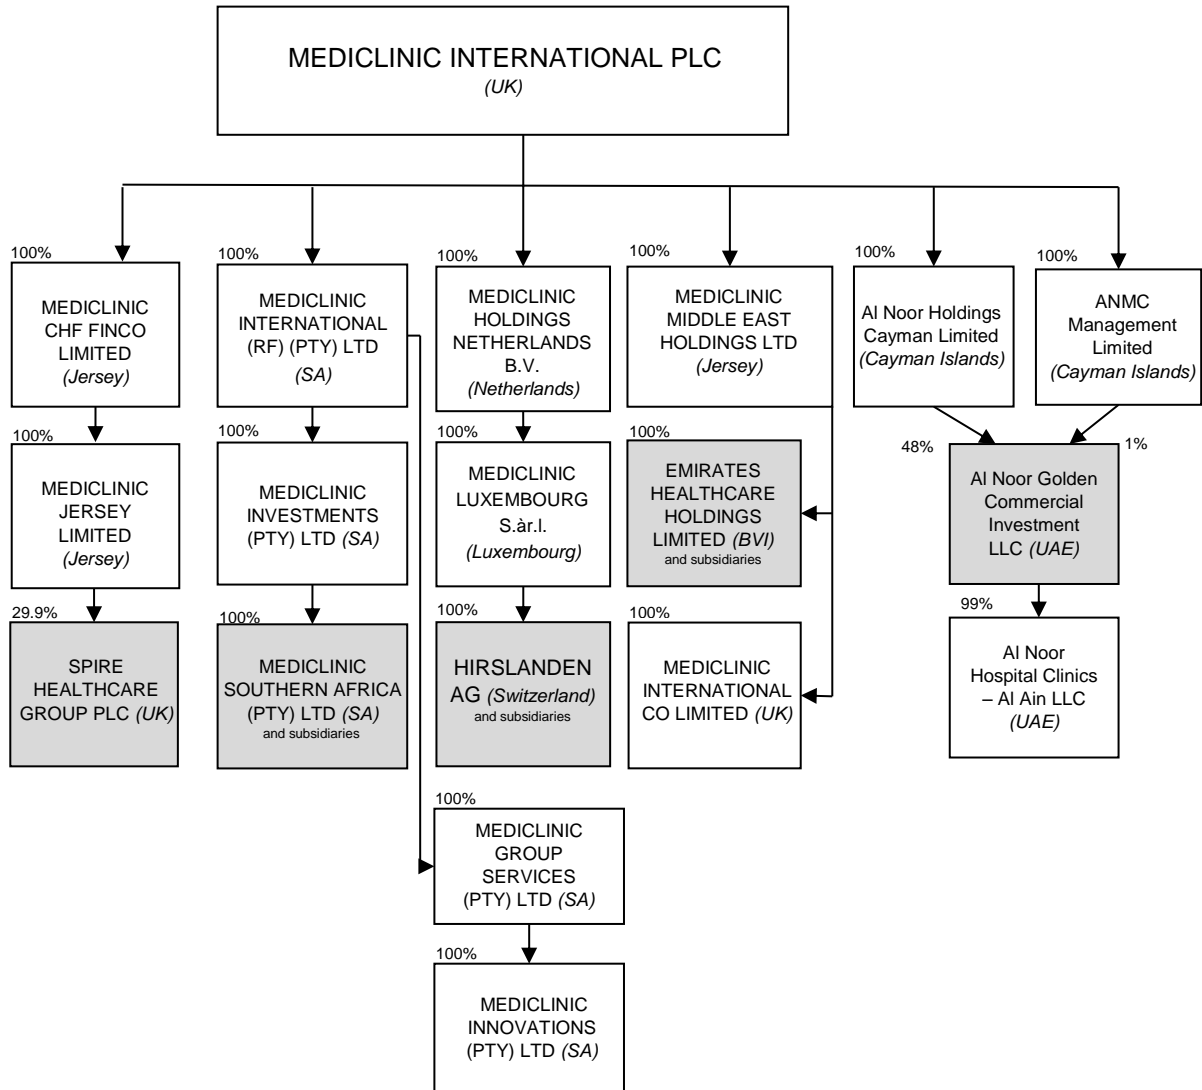 MEDICLINIC INTERNATIONAL PLC
(UK)
100%
MEDICLINIC
CHF FINCO
LIMITED
(Jersey)
100%
MEDICLINIC
INTERNATIONAL
(RF) (PTY) LTD
(SA)
100%
MEDICLINIC
HOLDINGS
NETHERLANDS
B.V.
(Netherlands)
100%
MEDICLINIC
MIDDLE EAST
HOLDINGS LTD
(Jersey)
100%
Al Noor Holdings
Cayman Limited
(Cayman Islands)
100%
ANMC
Management
Limited
(Cayman Islands)
100%
MEDICLINIC
JERSEY
LIMITED
(Jersey)
100%
MEDICLINIC
INVESTMENTS
(PTY) LTD (SA)
100%
MEDICLINIC
LUXEMBOURG
S.àr.l.
(Luxembourg)
100%
EMIRATES
HEALTHCARE
HOLDINGS
LIMITED (BVI)
and subsidiaries
48%
1%
Al Noor Golden
Commercial
Investment
LLC (UAE)
29.9%
SPIRE
HEALTHCARE
GROUP PLC (UK)
100%
MEDICLINIC
SOUTHERN AFRICA
(PTY) LTD (SA)
and subsidiaries
100%
HIRSLANDEN
AG (Switzerland)
and subsidiaries
100%
MEDICLINIC
INTERNATIONAL
CO LIMITED (UK)
99%
Al Noor
Hospital Clinics
– Al Ain LLC
(UAE)
100%
MEDICLINIC
GROUP
SERVICES
(PTY) LTD (SA)
100%
MEDICLINIC
INNOVATIONS
(PTY) LTD (SA)